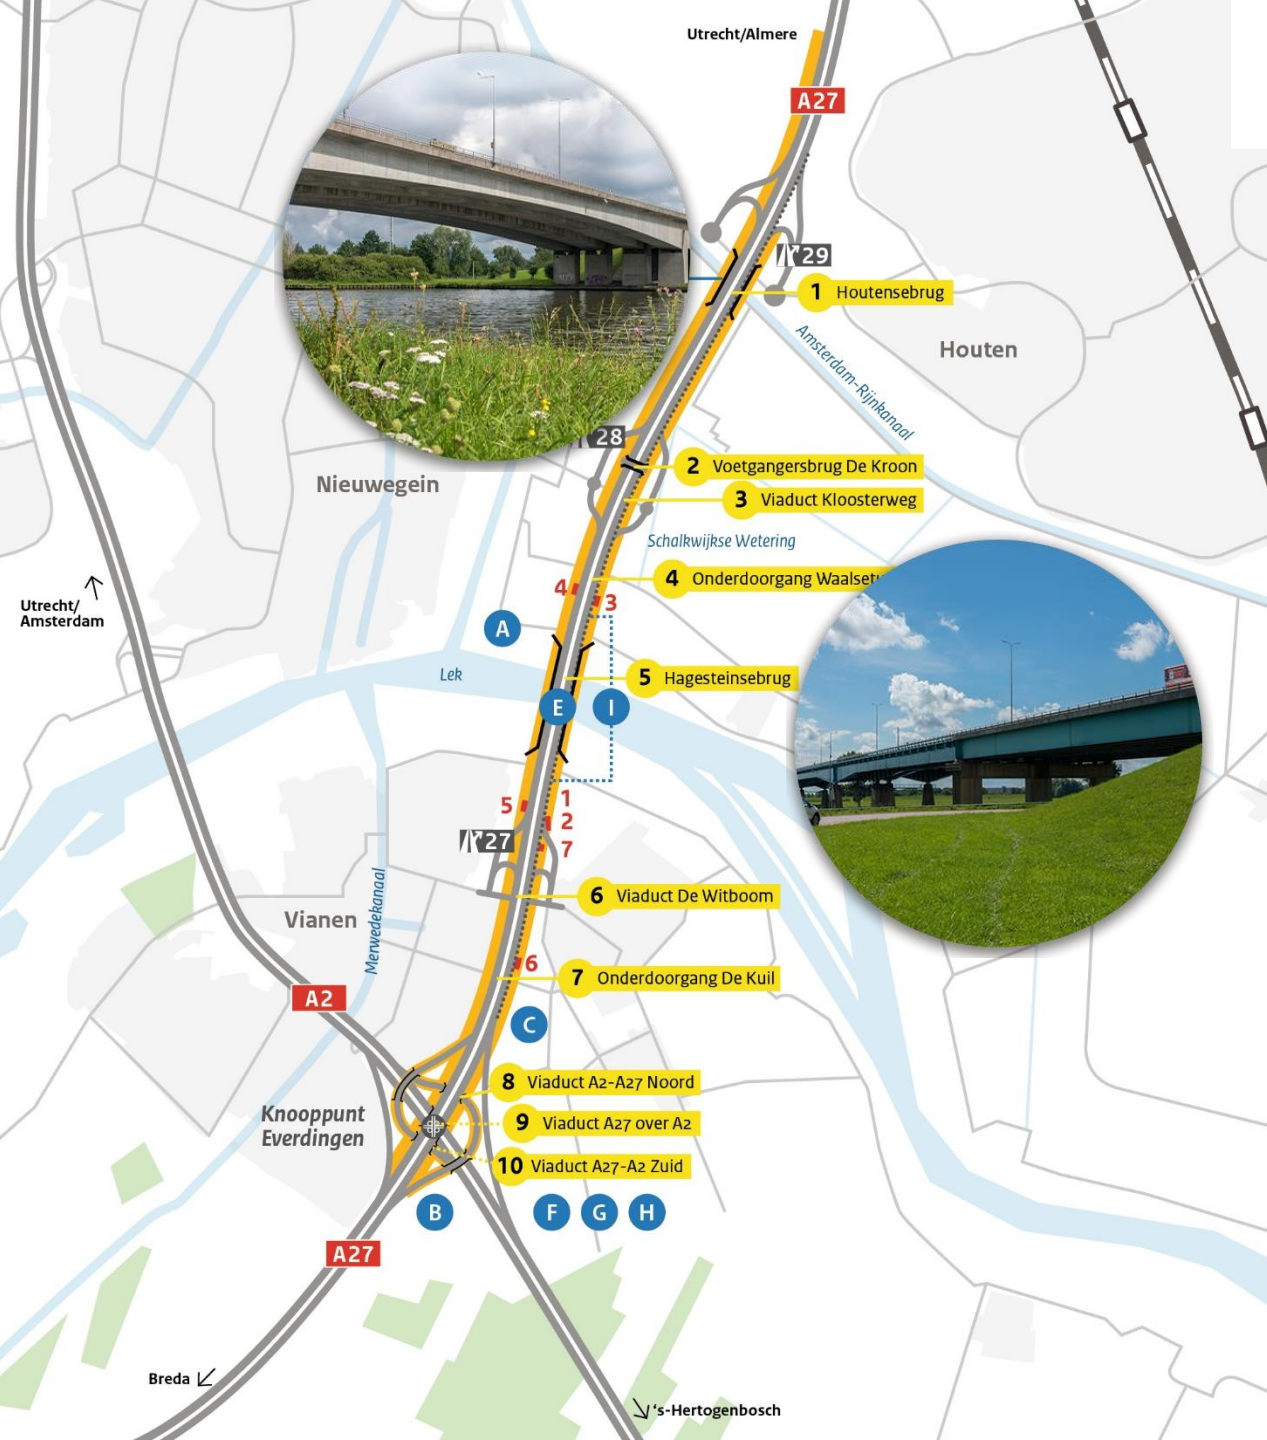 Utrecht/Almere
A27
29
1 Houtensebrug
Houten
Amsterdam-Rijnkanaal
28
2 Voetgangersbrug De Kroon
3 Viaduct Kloosterweg
Nieuwegein
Schalkwijkse Wetering
4 Onderdoorgang
4
3
Utrecht/
Amsterdam
A
Lek
5 Hagesteinsebrug
E
I
5
1
2
27
7
6 Viaduct De Witboom
Vianen
Merwedekanaal
6
7 Onderdoorgang De Kuil
A2
C
8 Viaduct A2-A27 Noord
Knooppunt
Everdingen
9 Viaduct A27 over A2
10 Viaduct A27-A2 Zuid
B
F
G
H
A27
Breda
's-Hertogenbosch